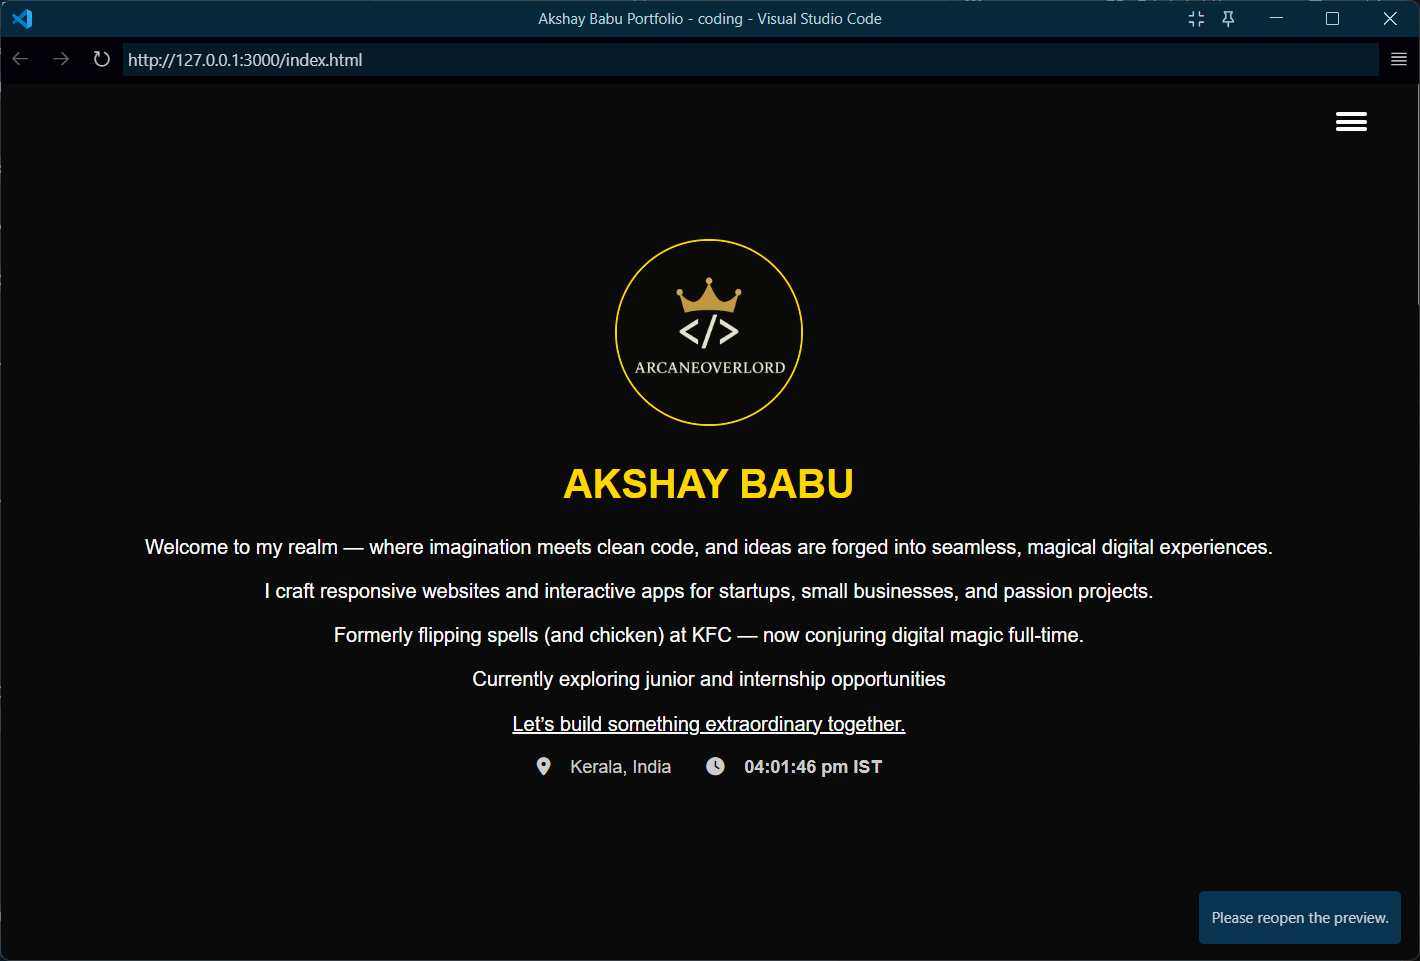 Akshay Babu Portfolio - coding - Visual Studio Code
http://127.0.0.1:3000/index.html
</>
ARCANEOVERLORD
AKSHAY BABU
Welcome to my realm — where imagination meets clean code, and ideas are forged into seamless, magical digital experiences.
I craft responsive websites and interactive apps for startups, small businesses, and passion projects.
Formerly flipping spells (and chicken) at KFC — now conjuring digital magic full-time.
Currently exploring junior and internship opportunities
Let’s build something extraordinary together.
Kerala, India 04:01:46 pm IST
Please reopen the preview.